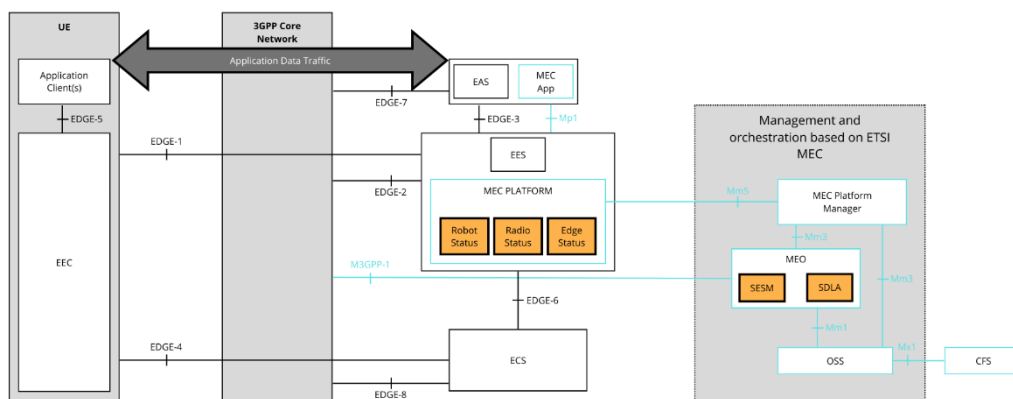 UE
3GPP Core
Network
Application Data Traffic
Application
Client(s)
EAS
MEC
App
EDGE-7
EDGE-5
EDGE-3
Mp1
Management and
orchestration based on ETSI
MEC
EDGE-1
EES
EDGE-2
MEC PLATFORM
Mm5
MEC Platform
Manager
Robot
Status
Radio
Status
Edge
Status
Mm3
EEC
M3GPP-1
MEO
Mm3
SESM
SDLA
EDGE-6
Mm1
EDGE-4
ECS
OSS
Mx1
CFS
EDGE-8